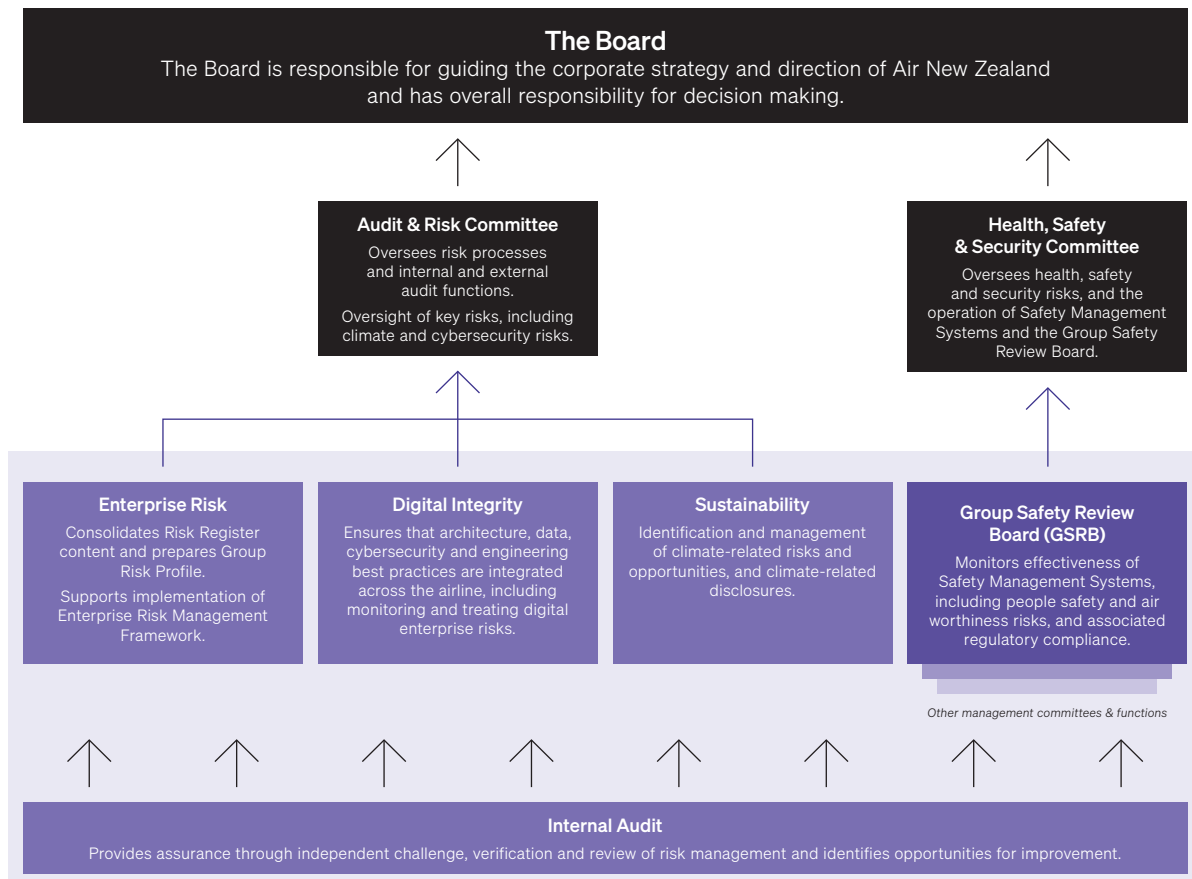 The Board
The Board is responsible for guiding the corporate strategy and direction of Air New Zealand
and has overall responsibility for decision making.
Audit & Risk Committee
Oversees risk processes
and internal and external
audit functions.
Oversight of key risks, including
climate and cybersecurity risks.
Health, Safety
& Security Committee
Oversees health, safety
and security risks, and the
operation of Safety Management
Systems and the Group Safety
Review Board.
Enterprise Risk
Consolidates Risk Register
content and prepares Group
Risk Profile.
Supports implementation of
Enterprise Risk Management
Framework.
Digital Integrity
Ensures that architecture, data,
cybersecurity and engineering
best practices are integrated
across the airline, including
monitoring and treating digital
enterprise risks.
Sustainability
Identification and management
of climate-related risks and
opportunities, and climate-related
disclosures.
Group Safety Review
Board (GSRB)
Monitors effectiveness of
Safety Management Systems,
including people safety and air
worthiness risks, and associated
regulatory compliance.
Other management committees & functions
Internal Audit
Provides assurance through independent challenge, verification and review of risk management and identifies opportunities for improvement.